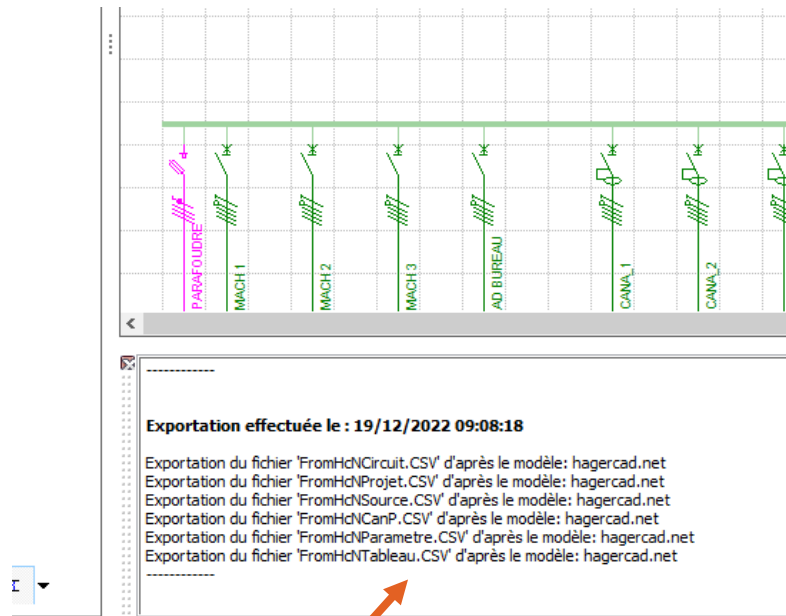 PARAFOUDRE
MACH 1
MACH 2
MACH 3
AD BUREAU
CANA_1
CANA_2
------------
Exportation effectuée le : 19/12/2022 09:08:18
Exportation du fichier 'FromHcNCircuit.CSV' d'après le modèle: hagercad.net
Exportation du fichier 'FromHcNProjet.CSV' d'après le modèle: hagercad.net
Exportation du fichier 'FromHcNSource.CSV' d'après le modèle: hagercad.net
Exportation du fichier 'FromHcNCanP.CSV' d'après le modèle: hagercad.net
Exportation du fichier 'FromHcNParametre.CSV' d'après le modèle: hagercad.net
Exportation du fichier 'FromHcNTableau.CSV' d'après le modèle: hagercad.net
------------